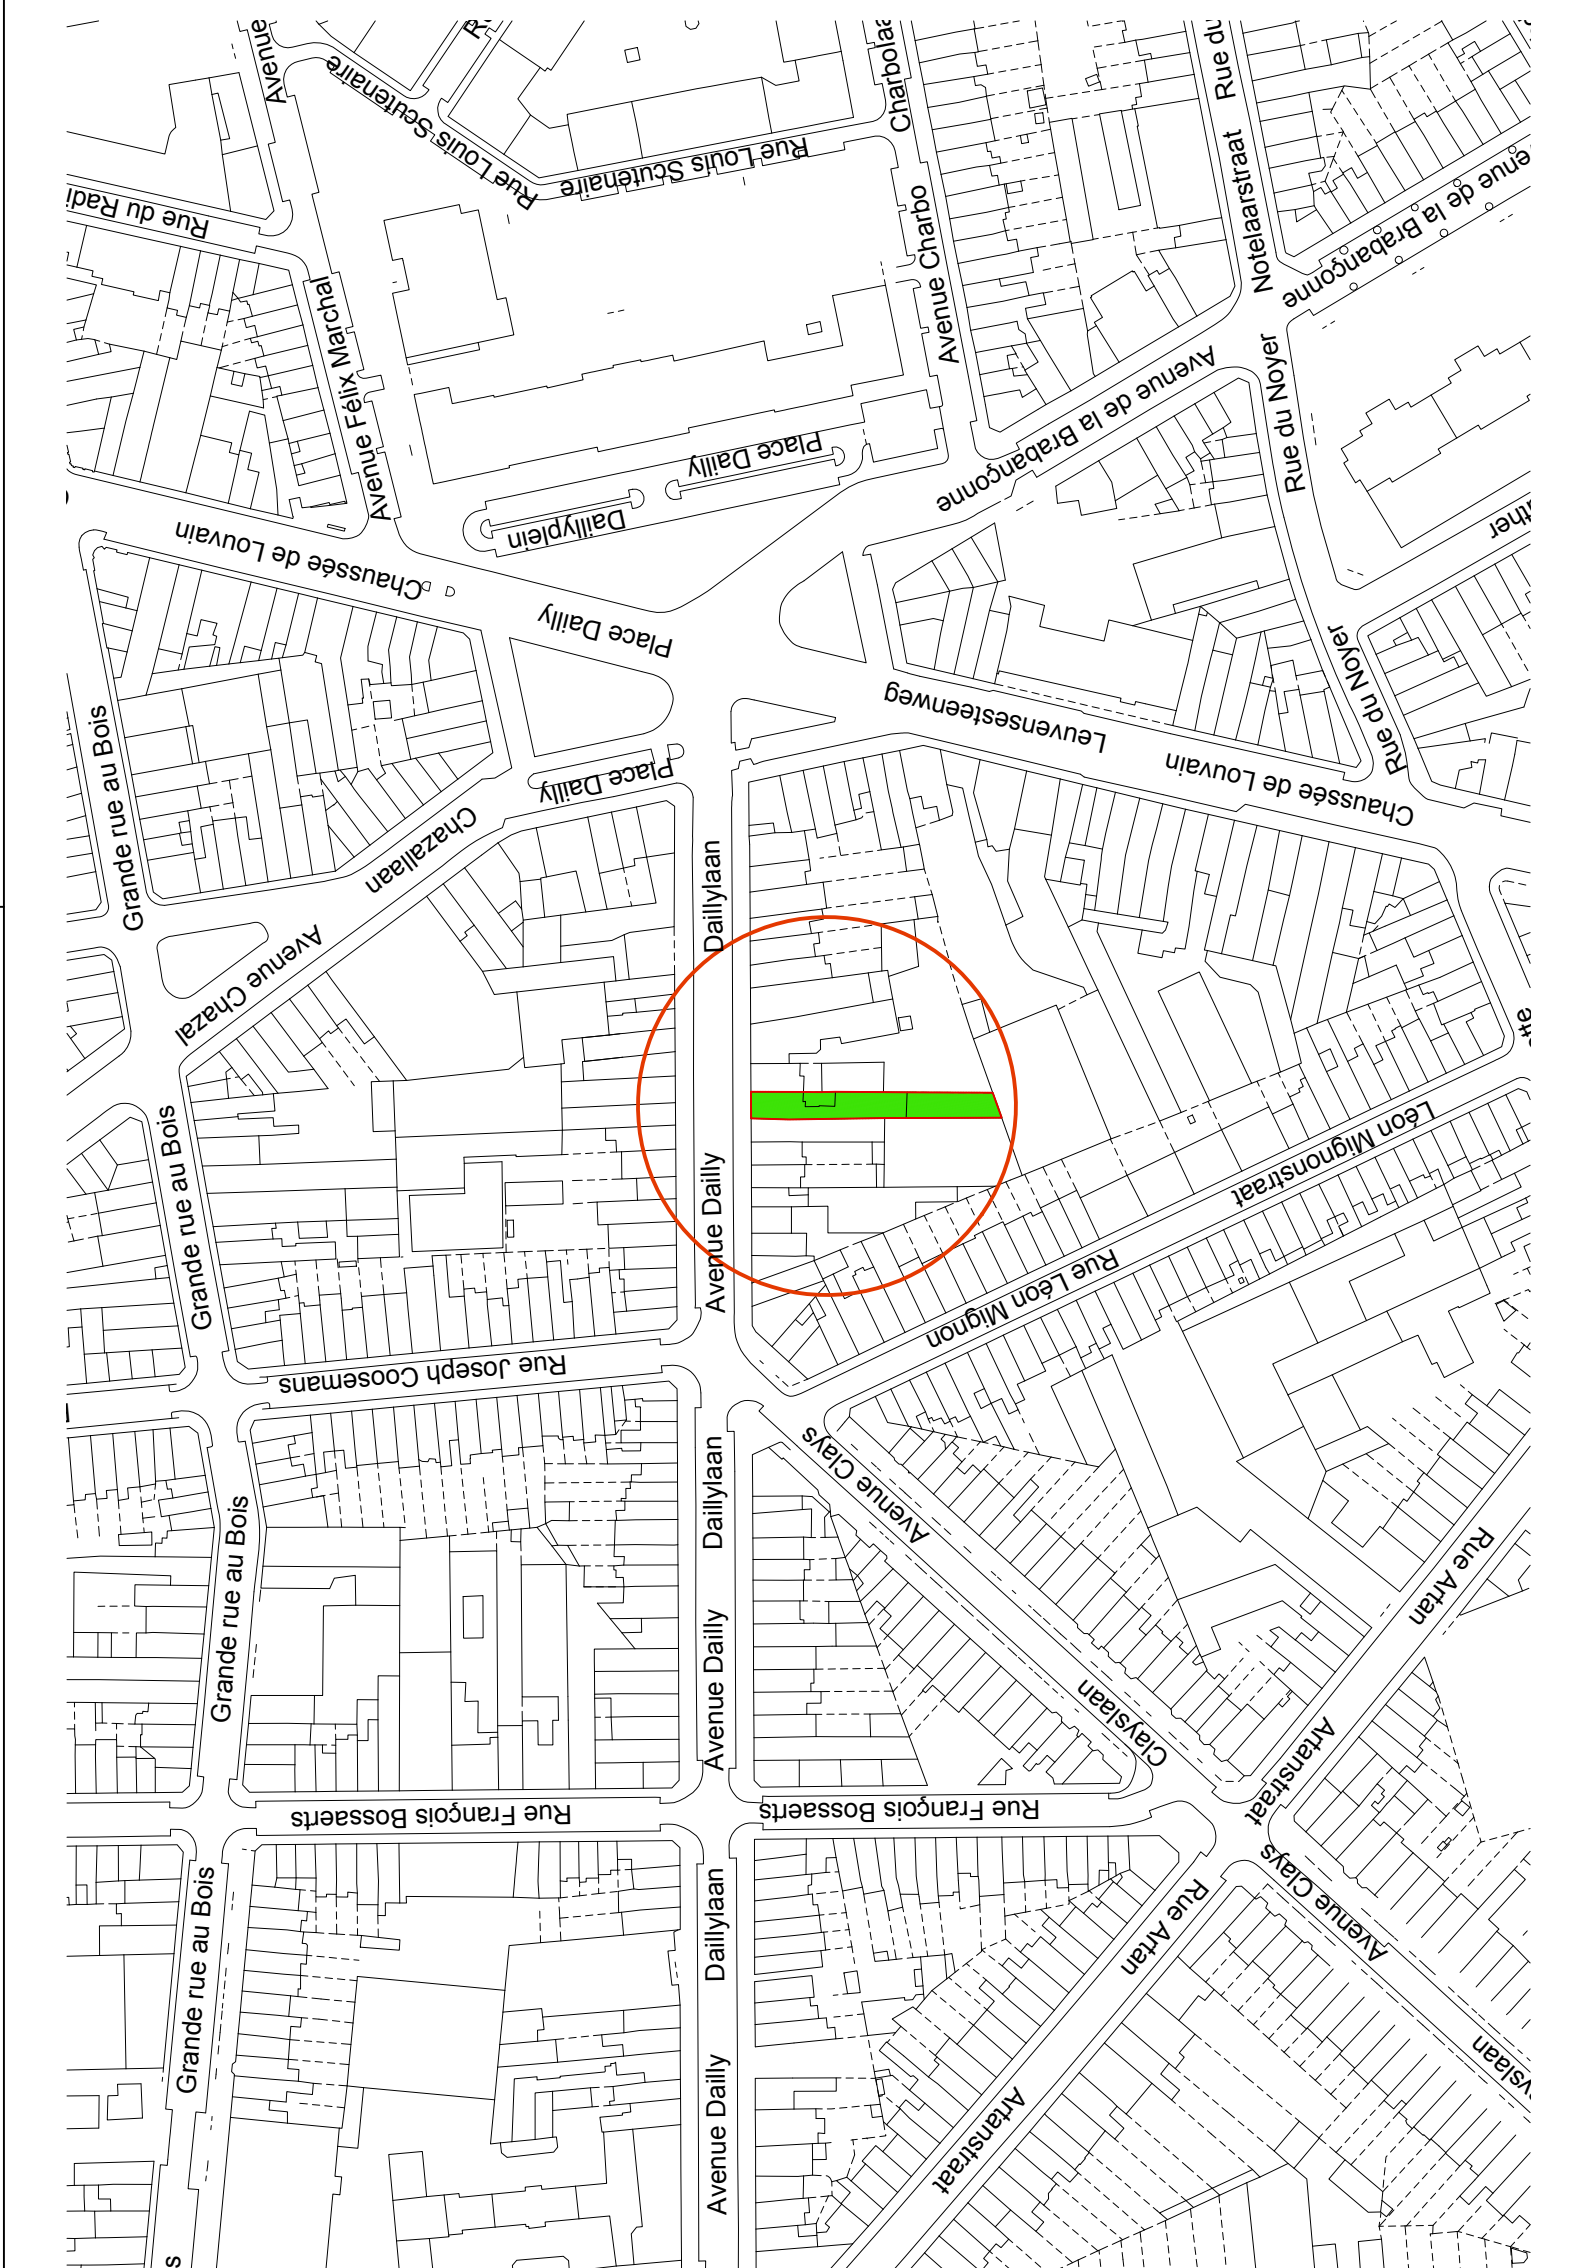 Avenue
Rue Louis Scutenaire
Rue Louis Scutenaire
Charbolaa
Avenue Charbo
Rue du
Notelaarstraat
Rue du Radi
Avenue Félix Marchal
enue de la
Avenue de la Brabançonne
Brabançonne
Rue du Noyer
Place Dailly
Daillyplein
Chaussée de Louvain
Place Dailly
Place Dailly
Leuvensesteenweg
Chaussée de Louvain
Rue du Noyer
ther
Grande rue au Bois
Chazallaan
Avenue Chazal
Daillylaan
Avenue Dailly
Grande rue au Bois
Léon Mignonstraat
Rue Léon Mignon
Rue Joseph Coosemans
Avenue Clays
Daillylaan
Avenue Dailly
Grande rue au Bois
Rue Artan
Clayslaan
Artanstraat
Rue François Bossaerts
Rue François Bossaerts
Avenue Clays
Grande rue au Bois
Daillylaan
Rue Artan
Avenue Dailly
Artanstraat
yslaan
s